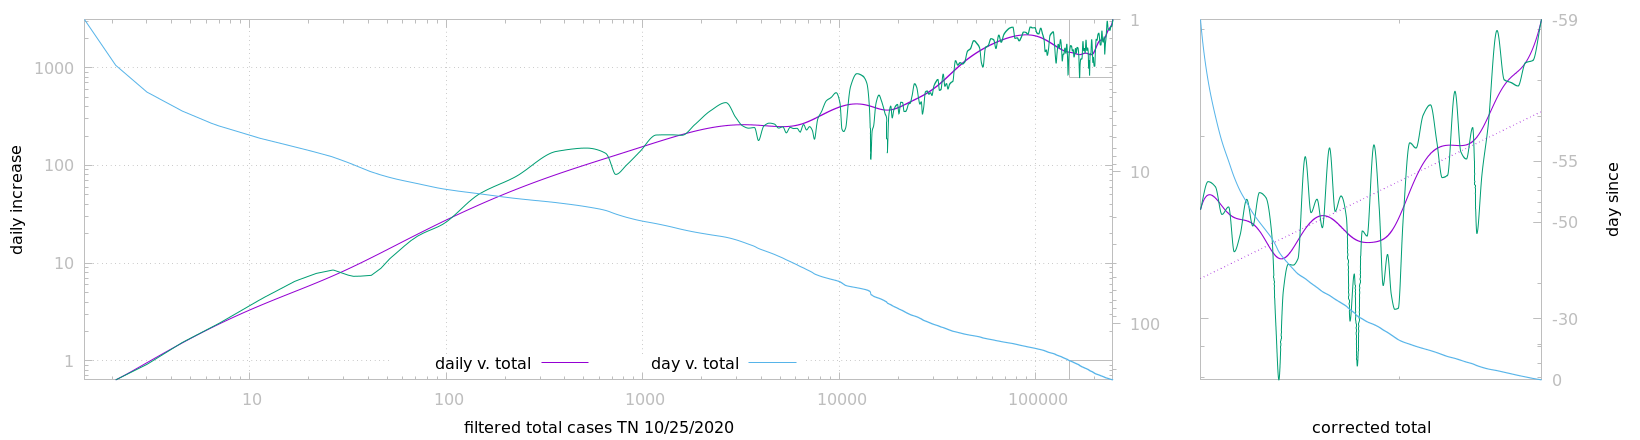 daily increase
1000
100
10
1
daily v. total
day v. total
10
100
1000
10000
100000
filtered total cases TN 10/25/2020
1
10
100
-59
-55
-50
-30
0
day since
corrected total